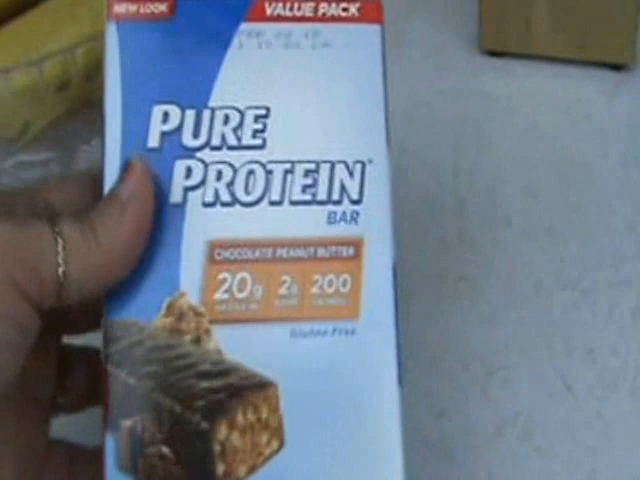 NEW LOOK
VALUE PACK
PURE
PROTEIN
BAR
CHOCOLATE PEANUT BUTTER
20g 2g 200
Gluten Free